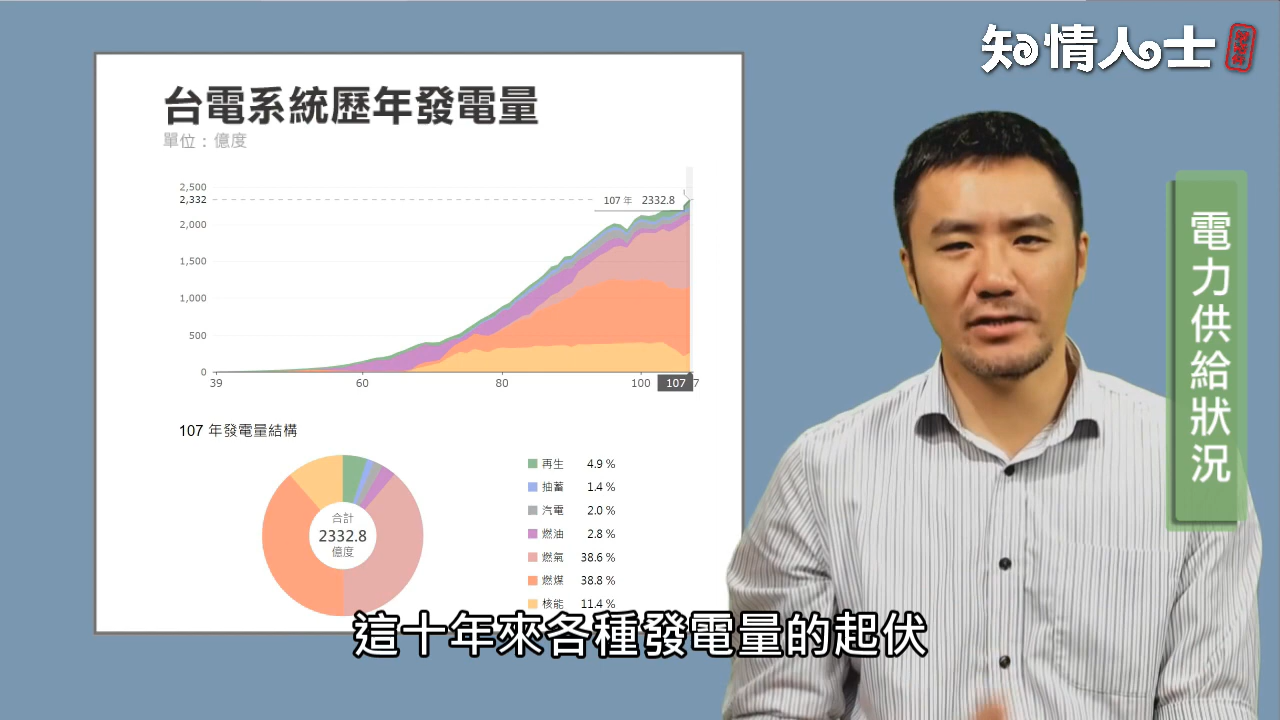 知情人士
台電系統歷年發電量
單位：億度
2,500
2,332
107 年 2332.8
2,000
1,500
1,000
500
0
39 60 80 100 107 7
107 年發電量結構
合計
2332.8
億度
再生 4.9 %
抽蓄 1.4 %
汽電 2.0 %
燃油 2.8 %
燃氣 38.6 %
燃煤 38.8 %
核能 11.4 %
電力供給狀況
這十年來各種發電量的起伏